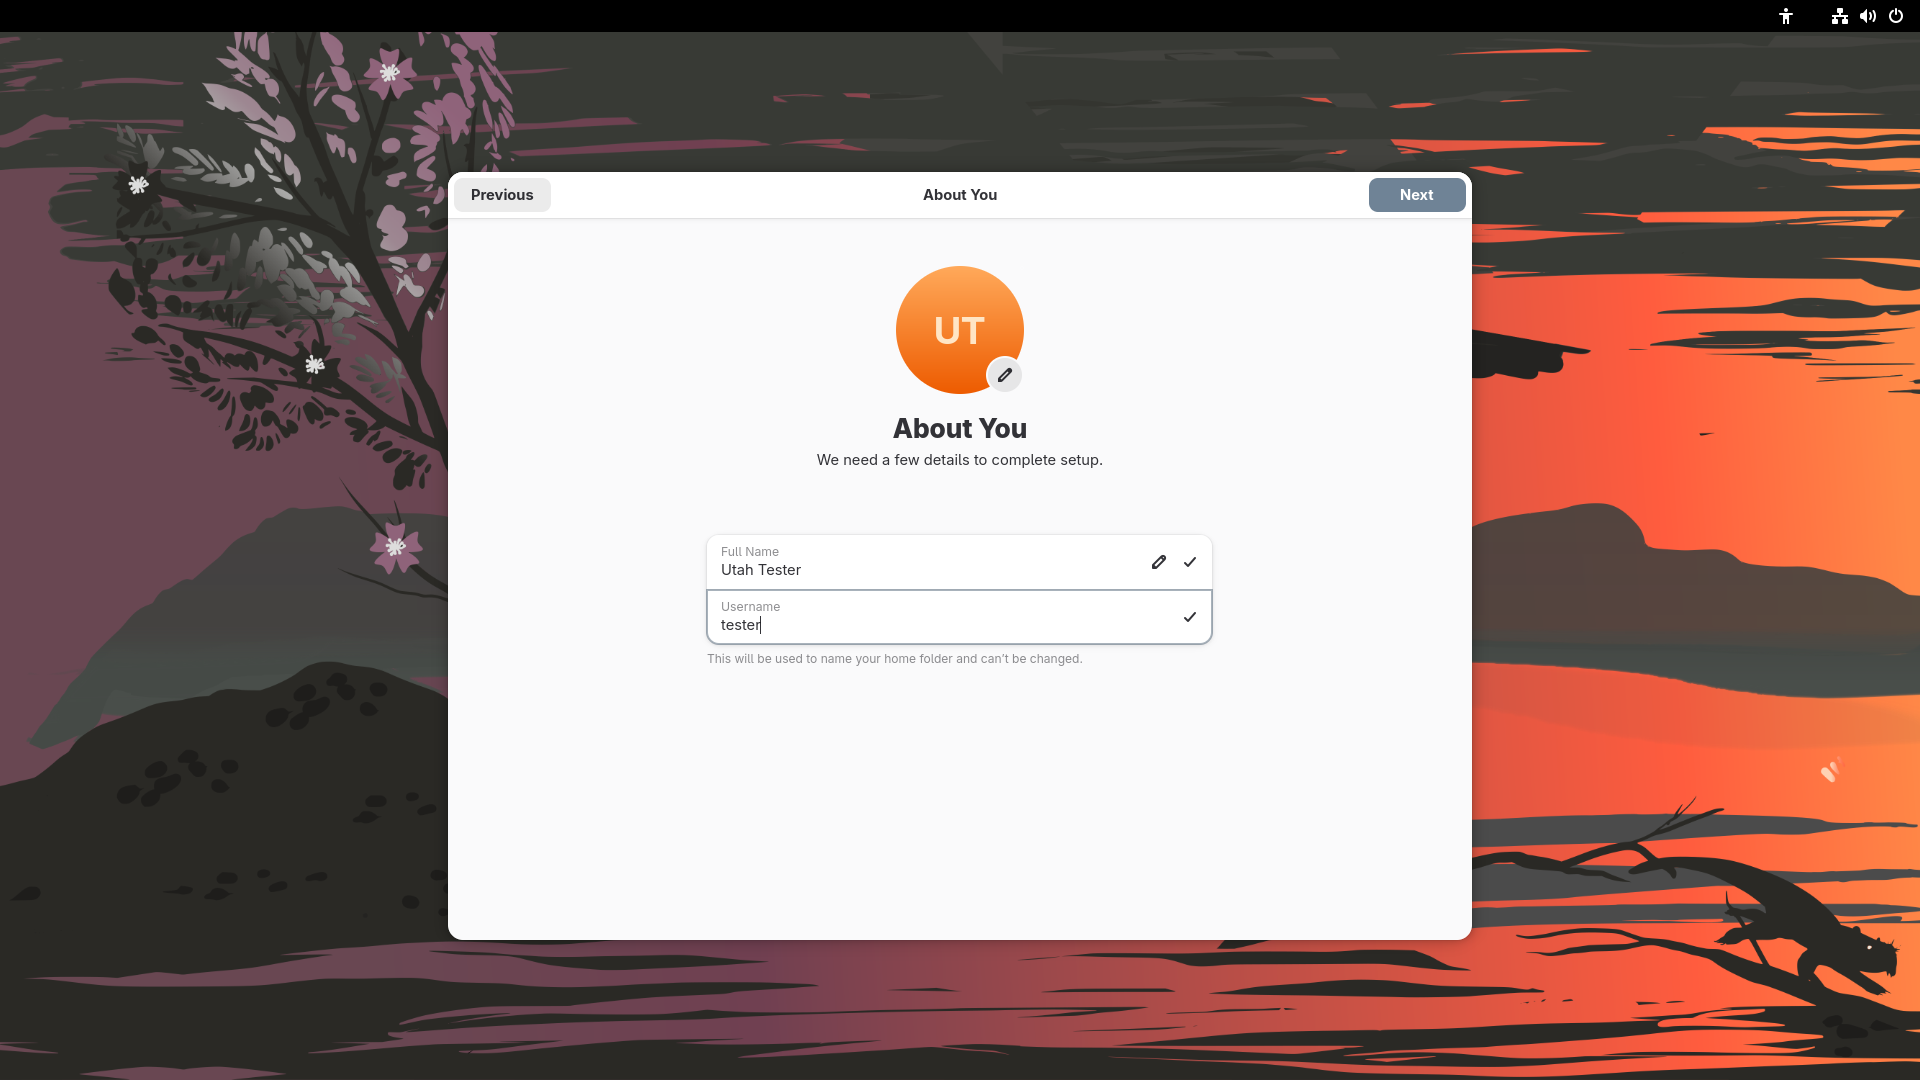 Previous
About You
Next
UT
About You
We need a few details to complete setup.
Full Name
Utah Tester
Username
tester
This will be used to name your home folder and can't be changed.